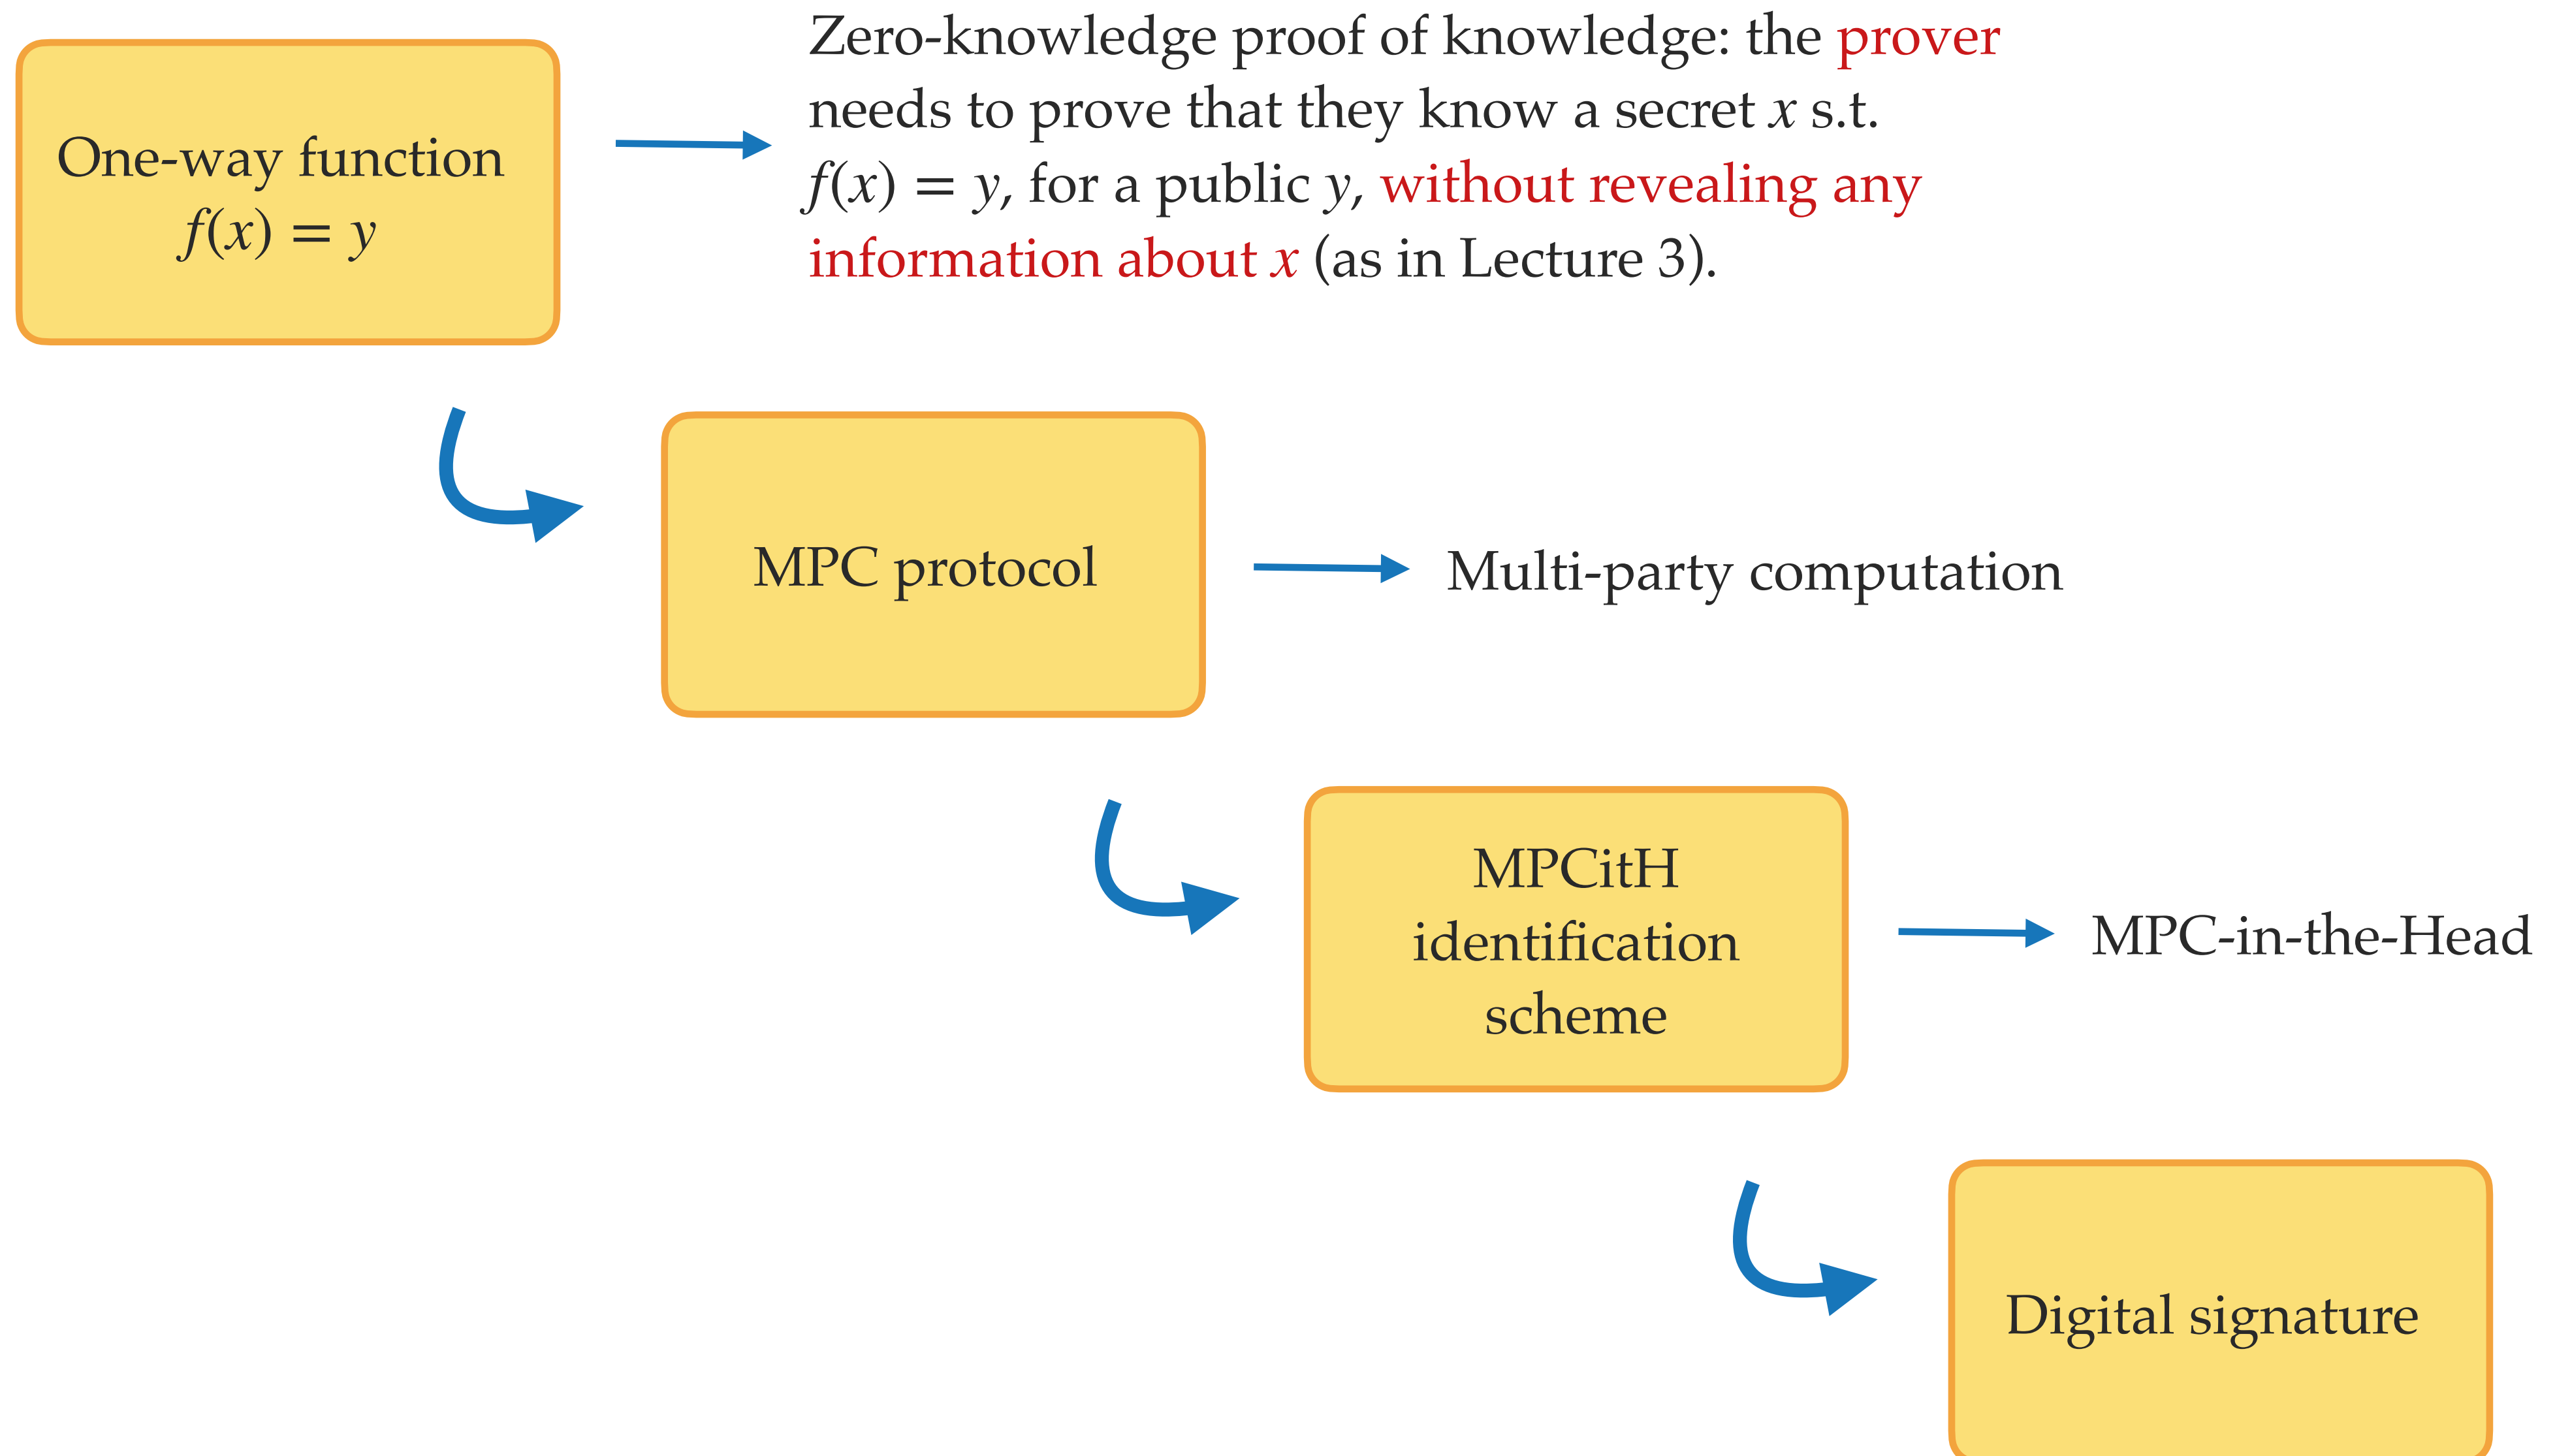 One-way function
f(x) = y
Zero-knowledge proof of knowledge: the prover
needs to prove that they know a secret x s.t.
f(x) = y, for a public y, without revealing any
information about x (as in Lecture 3).
MPC protocol
Multi-party computation
MPCitH
identification
scheme
MPC-in-the-Head
Digital signature